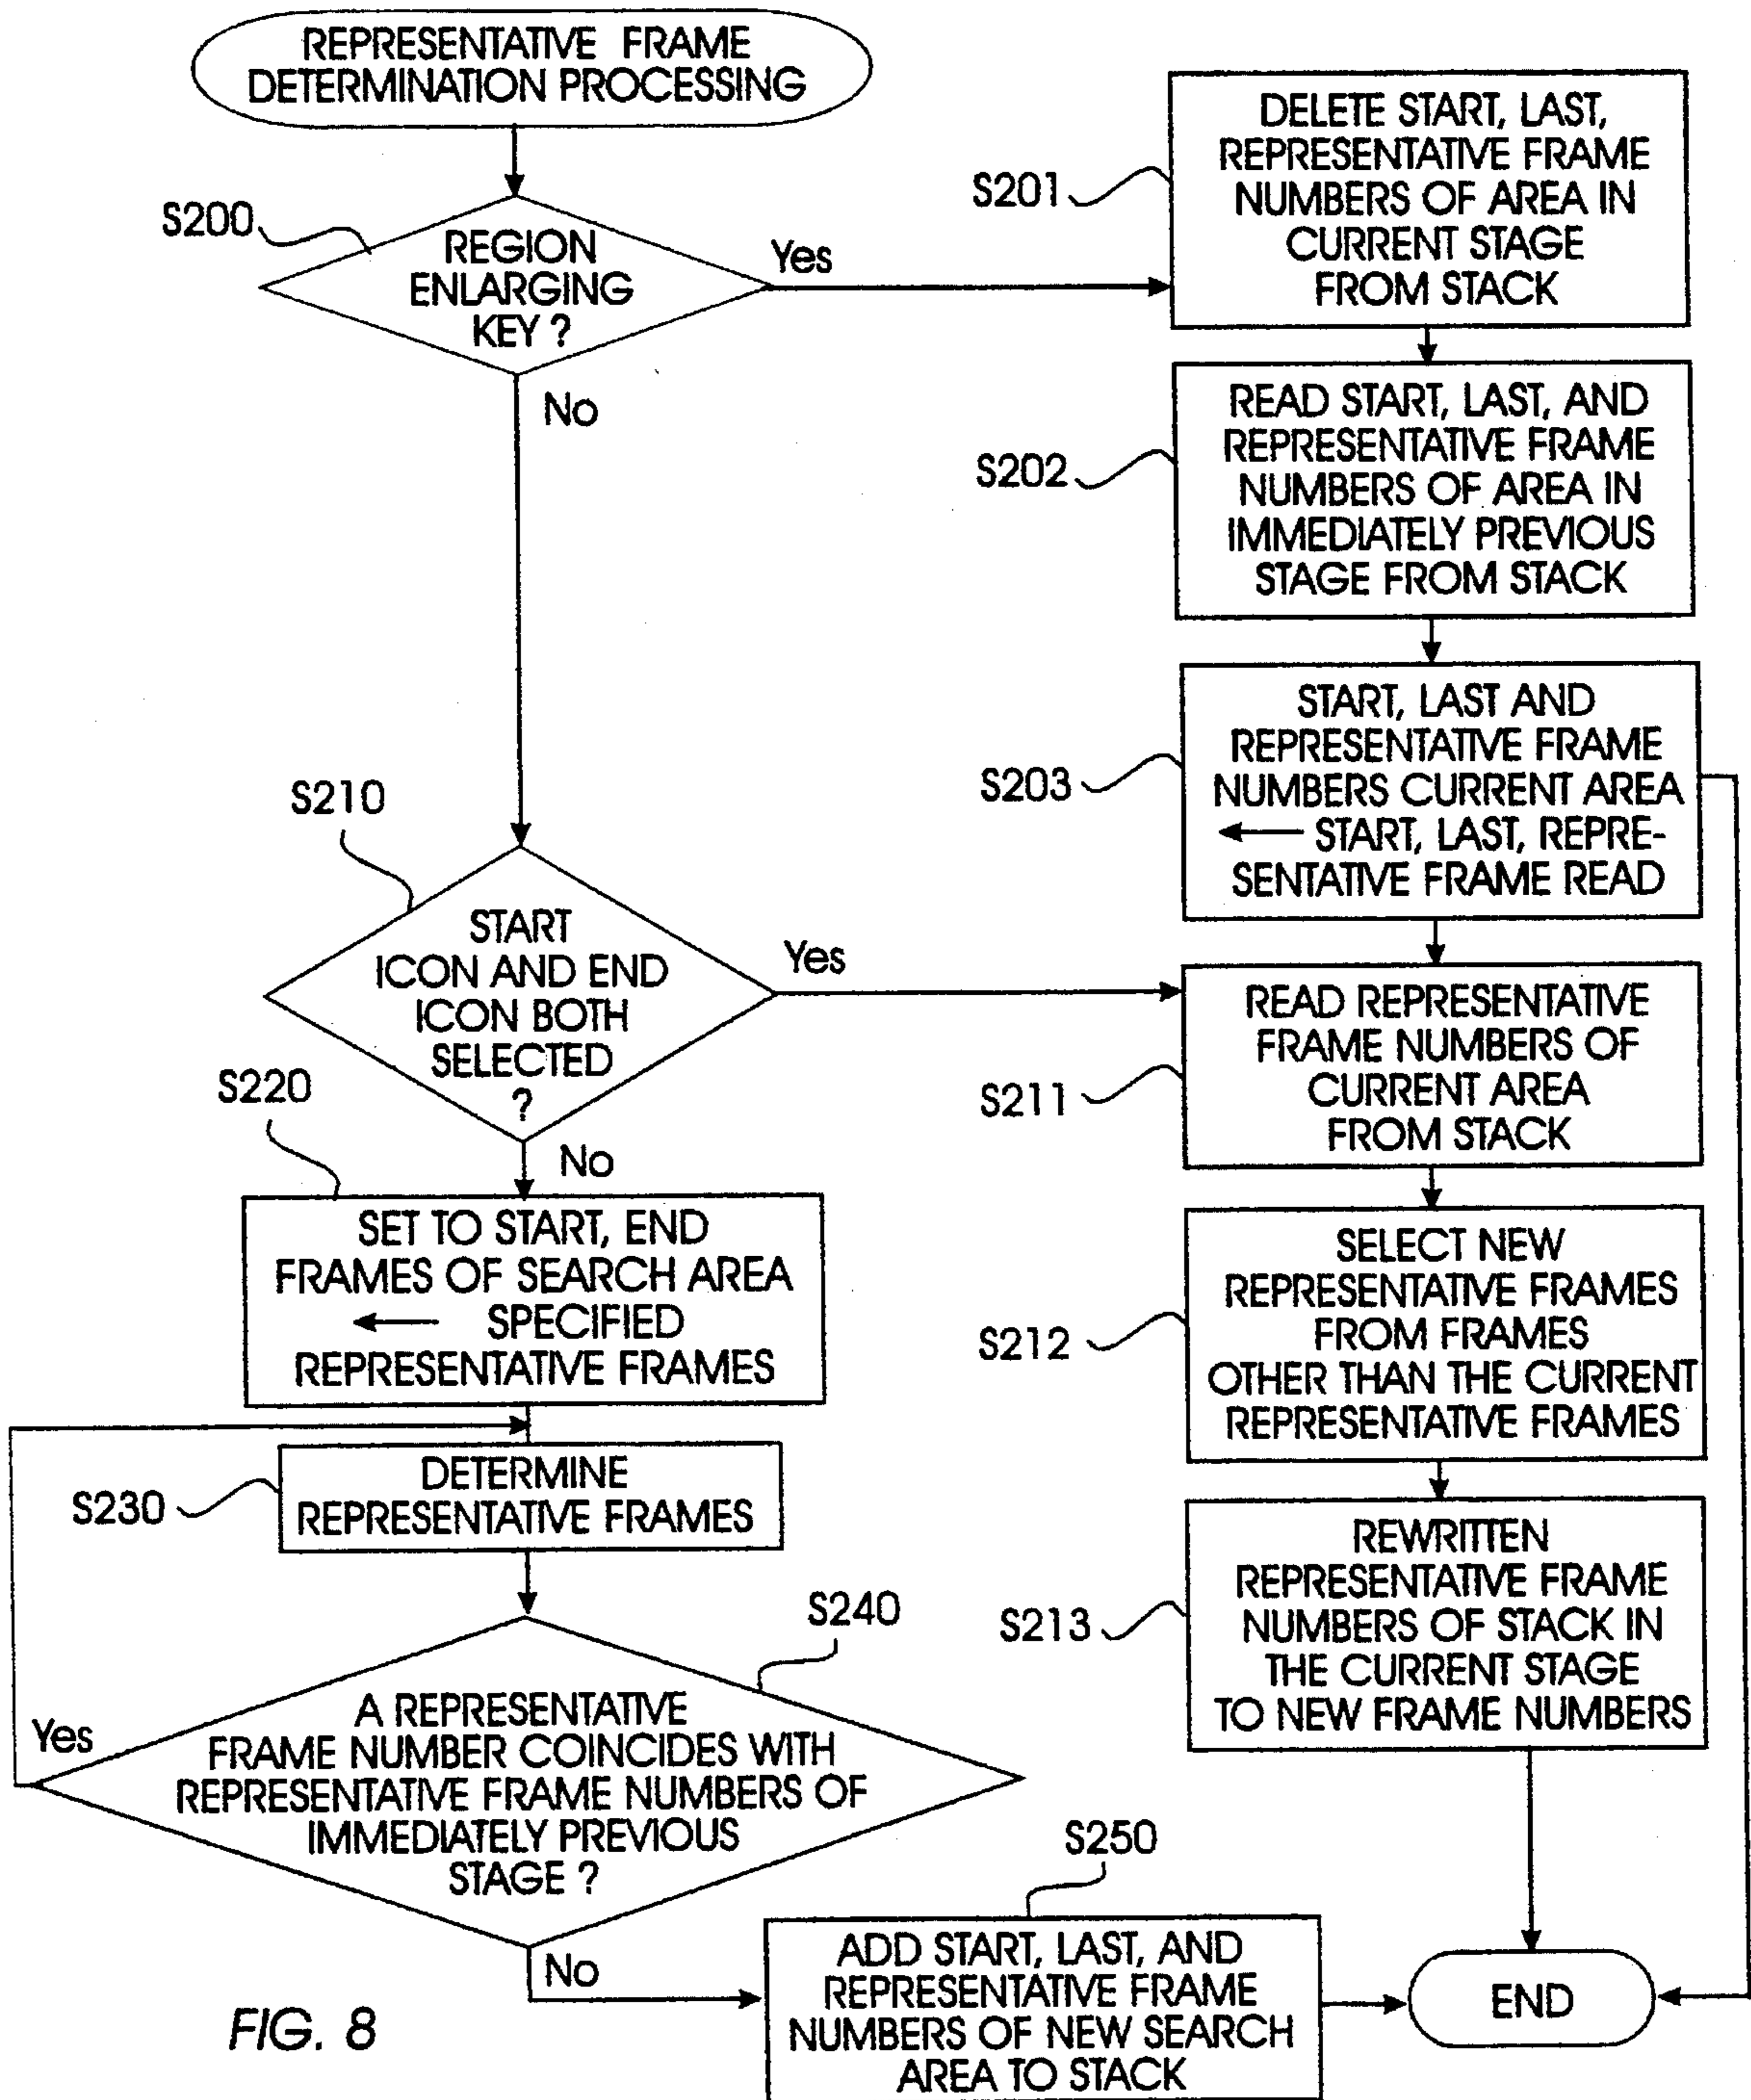 REPRESENTATIVE FRAME
DETERMINATION PROCESSING
S200
REGION
ENLARGING
KEY ?
Yes
No
S201
DELETE START, LAST,
REPRESENTATIVE FRAME
NUMBERS OF AREA IN
CURRENT STAGE
FROM STACK
S202
READ START, LAST, AND
REPRESENTATIVE FRAME
NUMBERS OF AREA IN
IMMEDIATELY PREVIOUS
STAGE FROM STACK
S203
START, LAST AND
REPRESENTATIVE FRAME
NUMBERS CURRENT AREA
← START, LAST, REPRE-
SENTATIVE FRAME READ
S210
START
ICON AND END
ICON BOTH
SELECTED
?
Yes
No
S211
READ REPRESENTATIVE
FRAME NUMBERS OF
CURRENT AREA
FROM STACK
S212
SELECT NEW
REPRESENTATIVE FRAMES
FROM FRAMES
OTHER THAN THE CURRENT
REPRESENTATIVE FRAMES
S213
REWRITTEN
REPRESENTATIVE FRAME
NUMBERS OF STACK IN
THE CURRENT STAGE
TO NEW FRAME NUMBERS
S220
SET TO START, END
FRAMES OF SEARCH AREA
← SPECIFIED
REPRESENTATIVE FRAMES
S230
DETERMINE
REPRESENTATIVE FRAMES
S240
A REPRESENTATIVE
FRAME NUMBER COINCIDES WITH
REPRESENTATIVE FRAME NUMBERS OF
IMMEDIATELY PREVIOUS
STAGE ?
Yes
No
S250
ADD START, LAST, AND
REPRESENTATIVE FRAME
NUMBERS OF NEW SEARCH
AREA TO STACK
END
FIG. 8